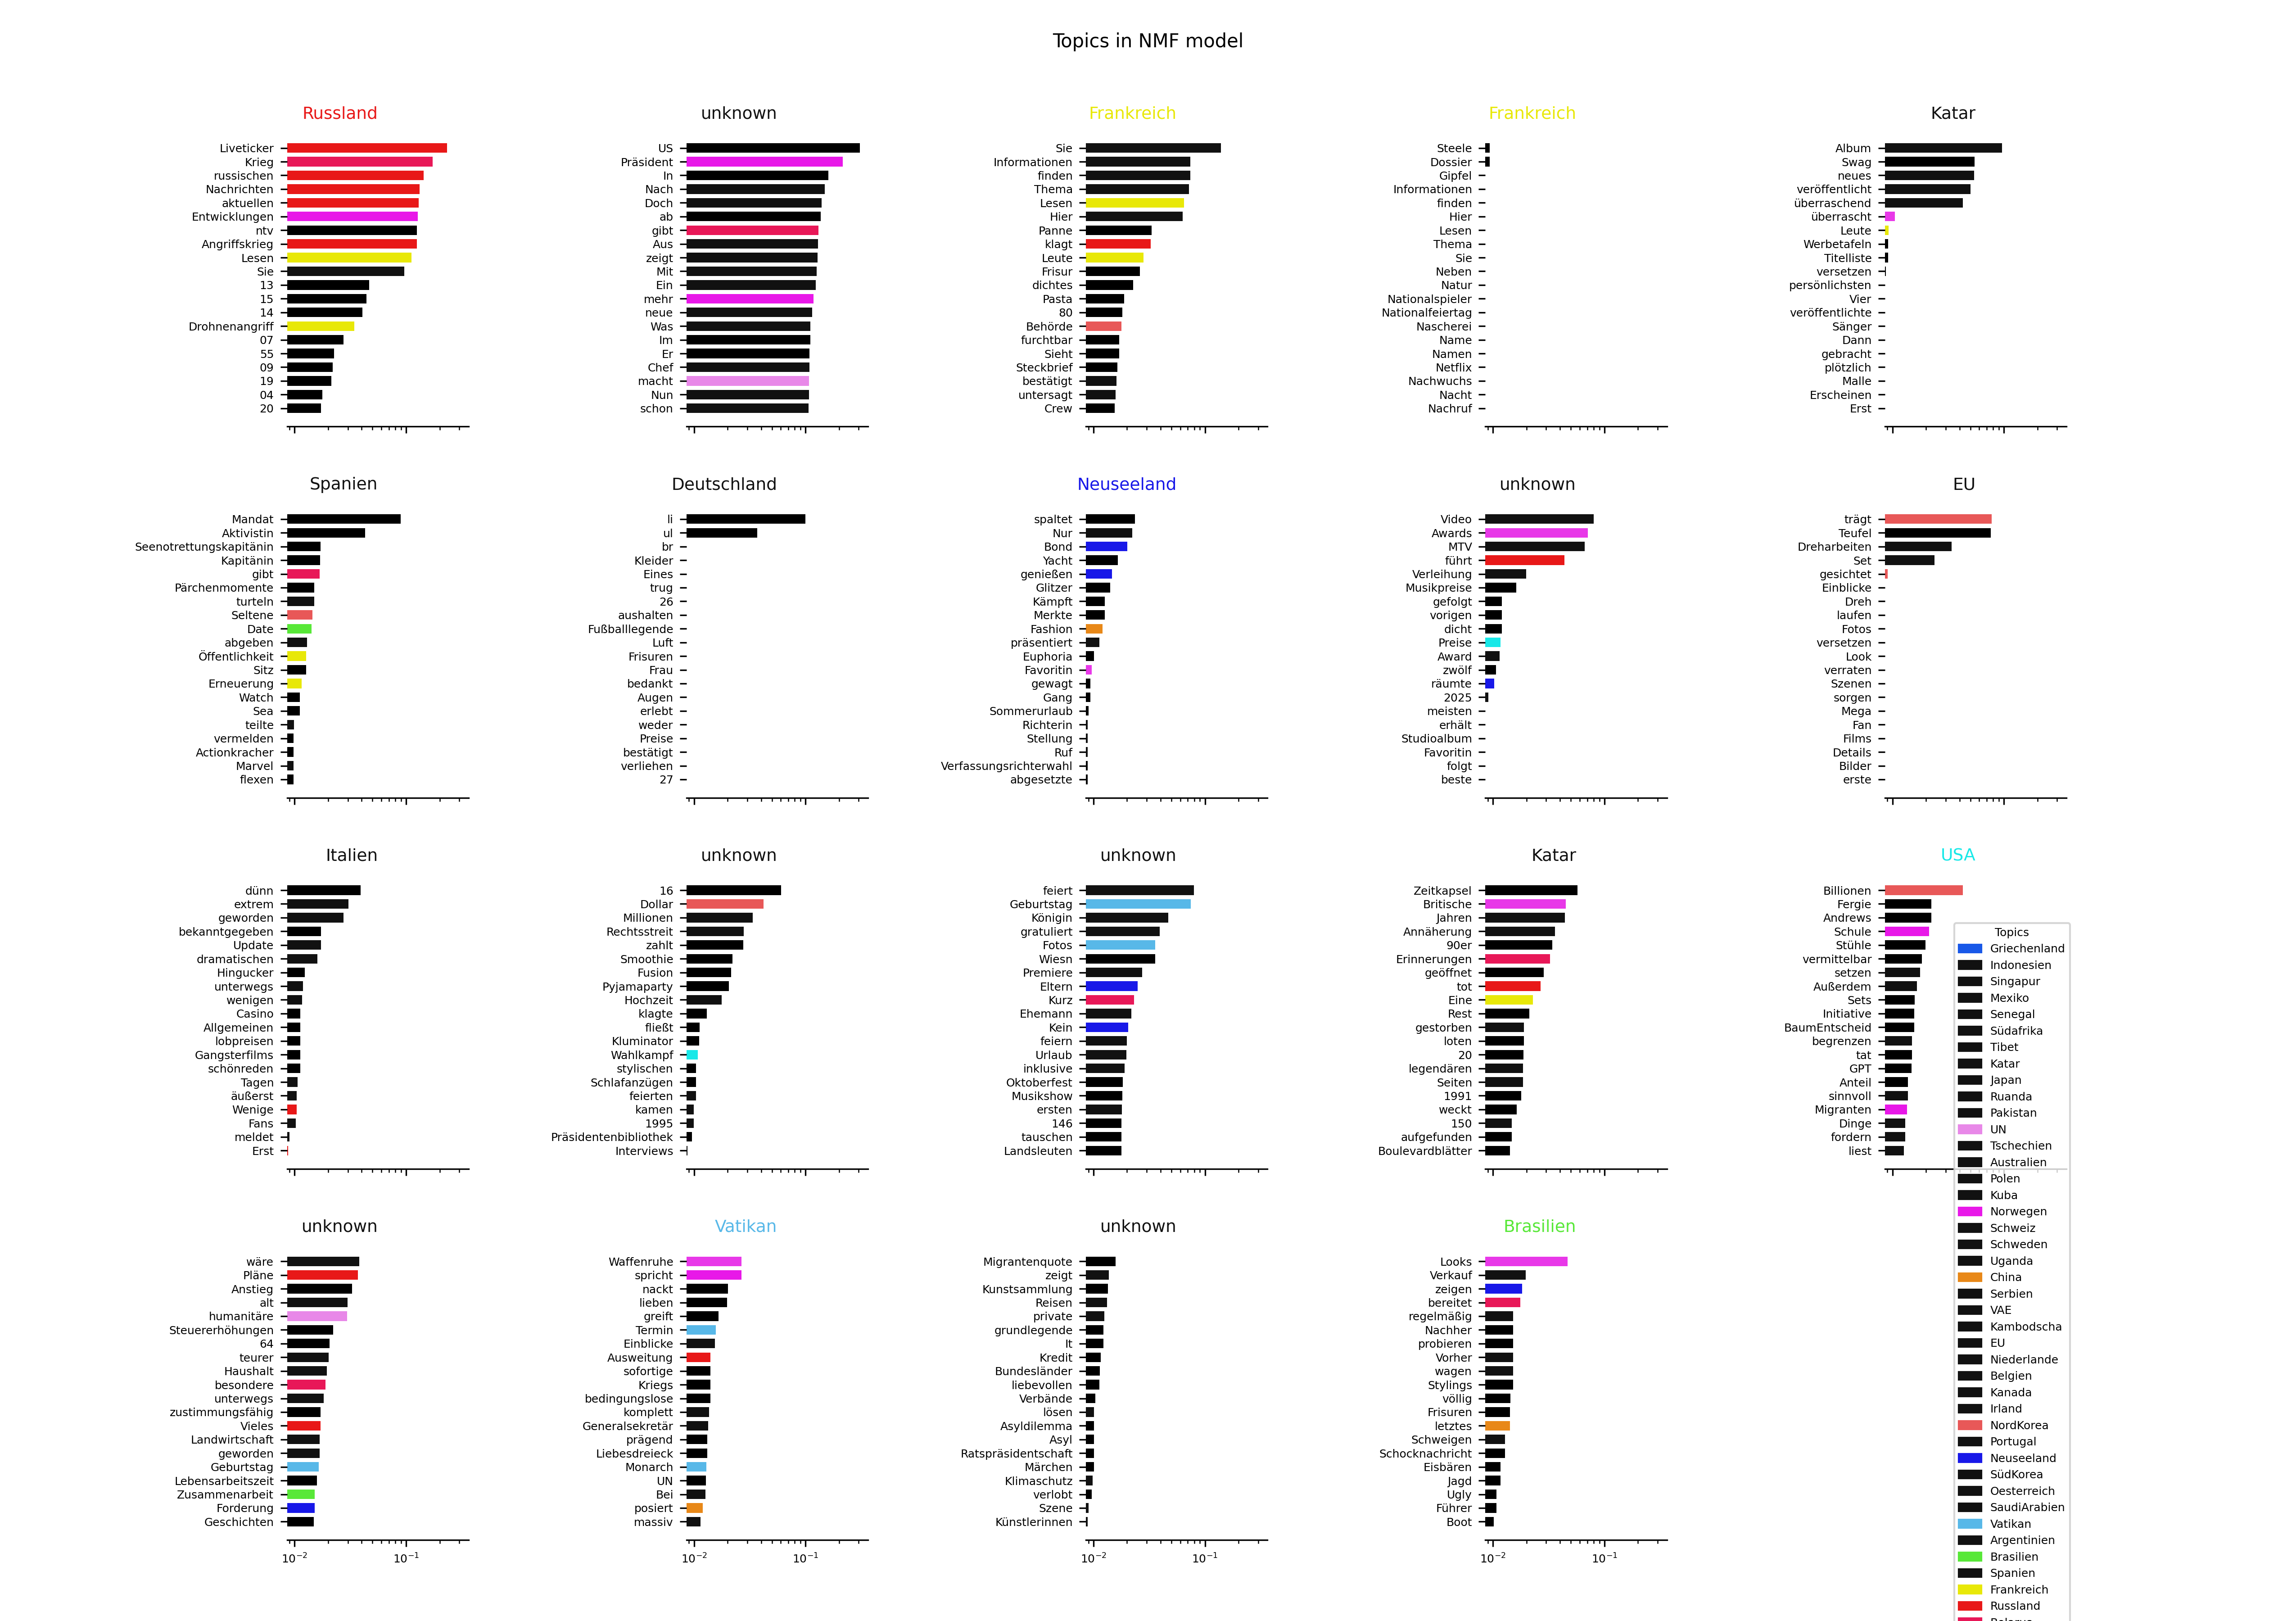 Topics in NMF model
Russland
Liveticker
Krieg
russischen
Nachrichten
aktuellen
Entwicklungen
ntv
Angriffskrieg
Lesen
Sie
13
15
14
Drohnenangriff
07
55
09
19
04
20
unknown
US
Präsident
In
Nach
Doch
ab
gibt
Aus
zeigt
Mit
Ein
mehr
neue
Was
Im
Er
Chef
macht
Nun
schon
Frankreich
Sie
Informationen
finden
Thema
Lesen
Hier
Panne
klagt
Leute
Frisur
dichtes
Pasta
80
Behörde
furchtbar
Sieht
Steckbrief
bestätigt
untersagt
Crew
Frankreich
Steele
Dossier
Gipfel
Informationen
finden
Hier
Lesen
Thema
Sie
Neben
Natur
Nationalspieler
Nationalfeiertag
Nascherei
Name
Namen
Netflix
Nachwuchs
Nacht
Nachruf
Katar
Album
Swag
neues
veröffentlicht
überraschend
überrascht
Leute
Werbetafeln
Titelliste
versetzen
persönlichsten
Vier
veröffentlichte
Sänger
Dann
gebracht
plötzlich
Malle
Erscheinen
Erst
Spanien
Mandat
Aktivistin
Seenotrettungskapitänin
Kapitänin
gibt
Pärchenmomente
turteln
Seltene
Date
abgeben
Öffentlichkeit
Sitz
Erneuerung
Watch
Sea
teilte
vermelden
Actionkracher
Marvel
flexen
Deutschland
li
ul
br
Kleider
Eines
trug
26
aushalten
Fußballlegende
Luft
Frisuren
Frau
bedankt
Augen
erlebt
weder
Preise
bestätigt
verliehen
27
Neuseeland
spaltet
Nur
Bond
Yacht
genießen
Glitzer
Kämpft
Merkte
Fashion
präsentiert
Euphoria
Favoritin
gewagt
Gang
Sommerurlaub
Richterin
Stellung
Ruf
Verfassungsrichterwahl
abgesetzte
unknown
Video
Awards
MTV
führt
Verleihung
Musikpreise
gefolgt
vorigen
dicht
Preise
Award
zwölf
räumte
2025
meisten
erhält
Studioalbum
Favoritin
folgt
beste
EU
trägt
Teufel
Dreharbeiten
Set
gesichtet
Einblicke
Dreh
laufen
Fotos
versetzen
Look
verraten
Szenen
sorgen
Mega
Fan
Films
Details
Bilder
erste
Italien
dünn
extrem
geworden
bekanntgegeben
Update
dramatischen
Hingucker
unterwegs
wenigen
Casino
Allgemeinen
lobpreisen
Gangsterfilms
schönreden
Tagen
äußerst
Wenige
Fans
meldet
Erst
unknown
16
Dollar
Millionen
Rechtsstreit
zahlt
Smoothie
Fusion
Pyjamaparty
Hochzeit
klagte
fließt
Kluminator
Wahlkampf
stylischen
Schlafanzügen
feierten
kamen
1995
Präsidentenbibliothek
Interviews
unknown
feiert
Geburtstag
Königin
gratuliert
Fotos
Wiesn
Premiere
Eltern
Kurz
Ehemann
Kein
feiern
Urlaub
inklusive
Oktoberfest
Musikshow
ersten
146
tauschen
Landsleuten
Katar
Zeitkapsel
Britische
Jahren
Annäherung
90er
Erinnerungen
geöffnet
tot
Eine
Rest
gestorben
loten
20
legendären
Seiten
1991
weckt
150
aufgefunden
Boulevardblätter
USA
Billionen
Fergie
Andrews
Schule
Stühle
vermittelbar
setzen
Außerdem
Sets
Initiative
BaumEntscheid
begrenzen
tat
GPT
Anteil
sinnvoll
Migranten
Dinge
fordern
liest
unknown
wäre
Pläne
Anstieg
alt
humanitäre
Steuererhöhungen
64
teurer
Haushalt
besondere
unterwegs
zustimmungsfähig
Vieles
Landwirtschaft
geworden
Geburtstag
Lebensarbeitszeit
Zusammenarbeit
Forderung
Geschichten
10⁻² 10⁻¹
Vatikan
Waffenruhe
spricht
nackt
lieben
greift
Termin
Einblicke
Ausweitung
sofortige
Kriegs
bedingungslose
komplett
Generalsekretär
prägend
Liebesdreieck
Monarch
UN
Bei
posiert
massiv
10⁻² 10⁻¹
unknown
Migrantenquote
zeigt
Kunstsammlung
Reisen
private
grundlegende
It
Kredit
Bundesländer
liebevollen
Verbände
lösen
Asyldilemma
Asyl
Ratspräsidentschaft
Märchen
Klimaschutz
verlobt
Szene
Künstlerinnen
10⁻² 10⁻¹
Brasilien
Looks
Verkauf
zeigen
bereitet
regelmäßig
Nachher
probieren
Vorher
wagen
Stylings
völlig
Frisuren
letztes
Schweigen
Schocknachricht
Eisbären
Jagd
Ugly
Führer
Boot
10⁻² 10⁻¹
Topics
Griechenland
Indonesien
Singapur
Mexiko
Senegal
Südafrika
Tibet
Katar
Japan
Ruanda
Pakistan
UN
Tschechien
Australien
Polen
Kuba
Norwegen
Schweiz
Schweden
Uganda
China
Serbien
VAE
Kambodscha
EU
Niederlande
Belgien
Kanada
Irland
NordKorea
Portugal
Neuseeland
SüdKorea
Oesterreich
SaudiArabien
Vatikan
Argentinien
Brasilien
Spanien
Frankreich
Russland